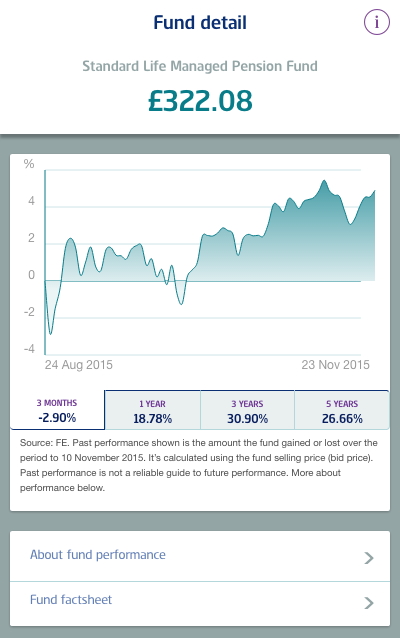 Fund detail
i
Standard Life Managed Pension Fund
£322.08
%
4
2
0
-2
-4
24 Aug 2015 23 Nov 2015
3 MONTHS 1 YEAR 3 YEARS 5 YEARS
-2.90% 18.78% 30.90% 26.66%
Source: FE. Past performance shown is the amount the fund gained or lost over the
period to 10 November 2015. It's calculated using the fund selling price (bid price).
Past performance is not a reliable guide to future performance. More about
performance below.
About fund performance
Fund factsheet